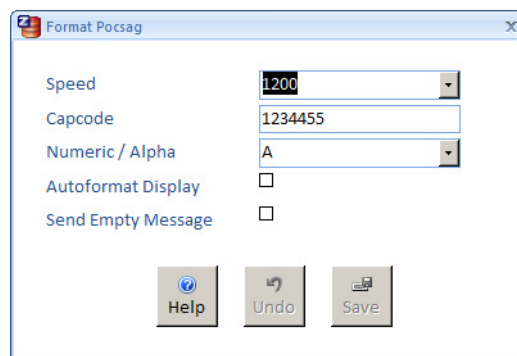 Format Pocsag
Speed 1200
Capcode 1234455
Numeric / Alpha A
Autoformat Display
Send Empty Message
Help Undo Save